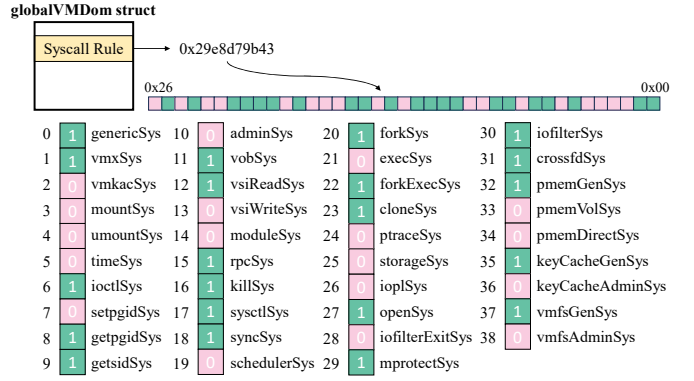 globalVMDom struct
Syscall Rule
0x29e8d79b43
0x26 0x00
0 1 genericSys 10 0 adminSys 20 1 forkSys 30 1 iofilterSys
1 1 vmxSys 11 1 vobSys 21 0 execSys 31 1 crossfdSys
2 0 vmkacSys 12 1 vsiReadSys 22 1 forkExecSys 32 1 pmemGenSys
3 0 mountSys 13 0 vsiWriteSys 23 1 cloneSys 33 0 pmemVolSys
4 0 umountSys 14 0 moduleSys 24 0 ptraceSys 34 0 pmemDirectSys
5 0 timeSys 15 1 rpcSys 25 0 storageSys 35 1 keyCacheGenSys
6 1 ioctlSys 16 1 killSys 26 0 ioplSys 36 0 keyCacheAdminSys
7 0 setpgidSys 17 1 sysctlSys 27 1 openSys 37 1 vmfsGenSys
8 1 getpgidSys 18 1 syncSys 28 0 iofilterExitSys 38 0 vmfsAdminSys
9 1 getsidSys 19 0 schedulerSys 29 1 mprotectSys